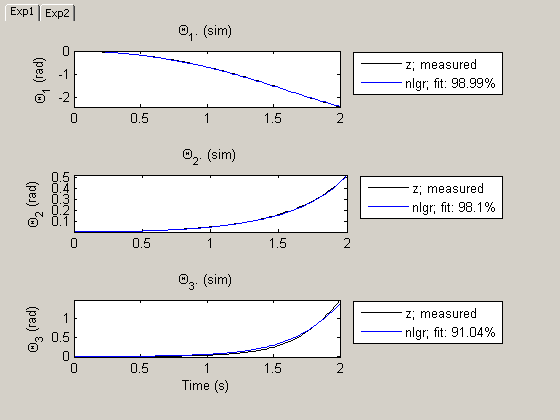 Exp1 Exp2
Θ1. (sim)
Θ1 (rad)
0
-1
-2
0 0.5 1 1.5 2
z; measured
nlgr; fit: 98.99%
Θ2. (sim)
Θ2 (rad)
0.5
0.4
0.3
0.2
0.1
0 0.5 1 1.5 2
z; measured
nlgr; fit: 98.1%
Θ3. (sim)
Θ3 (rad)
1
0.5
0
0 0.5 1 1.5 2
Time (s)
z; measured
nlgr; fit: 91.04%